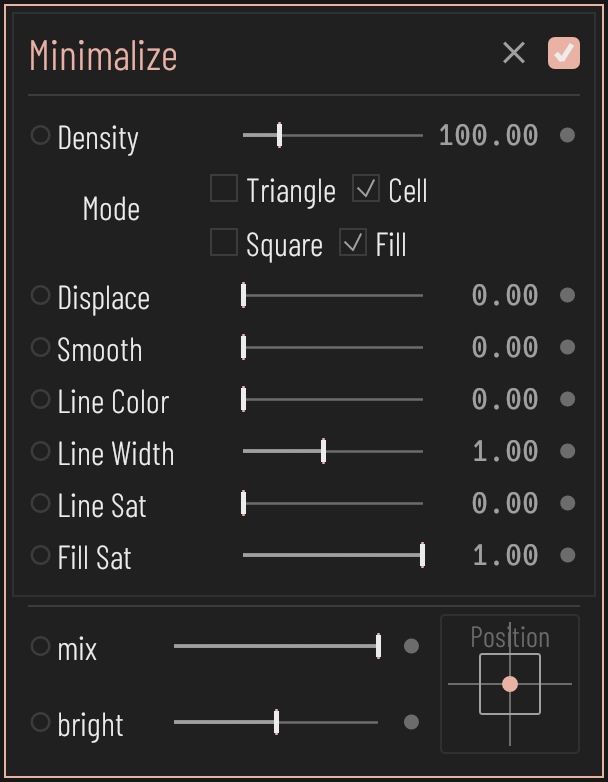 Minimalize
Density 100.00
Mode
Triangle Cell
Square Fill
Displace 0.00
Smooth 0.00
Line Color 0.00
Line Width 1.00
Line Sat 0.00
Fill Sat 1.00
mix
Position
bright